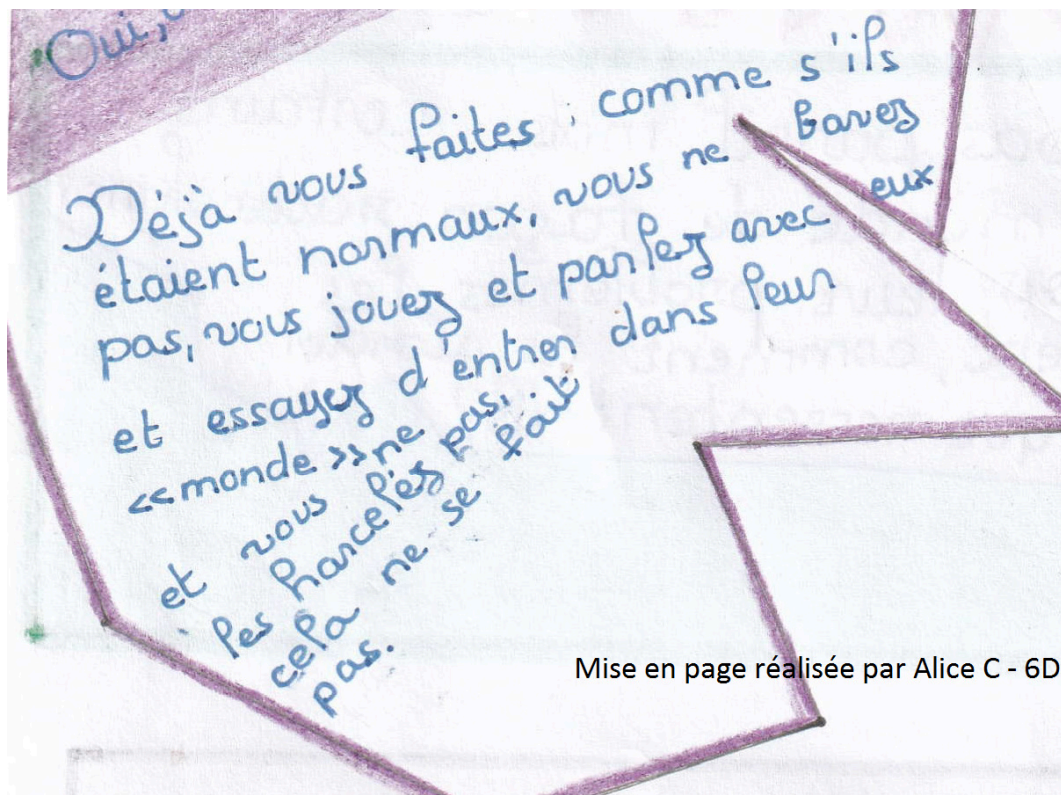 Oui,
Déjà vous faites, comme s'ils
étaient normaux, vous ne bavez
pas, vous jouez et parlez avec eux
et essayez d'entrer dans leur
<<monde>>
et vous ne
les harcelez pas,
cela ne se fait
pas.
Mise en page réalisée par Alice C - 6D